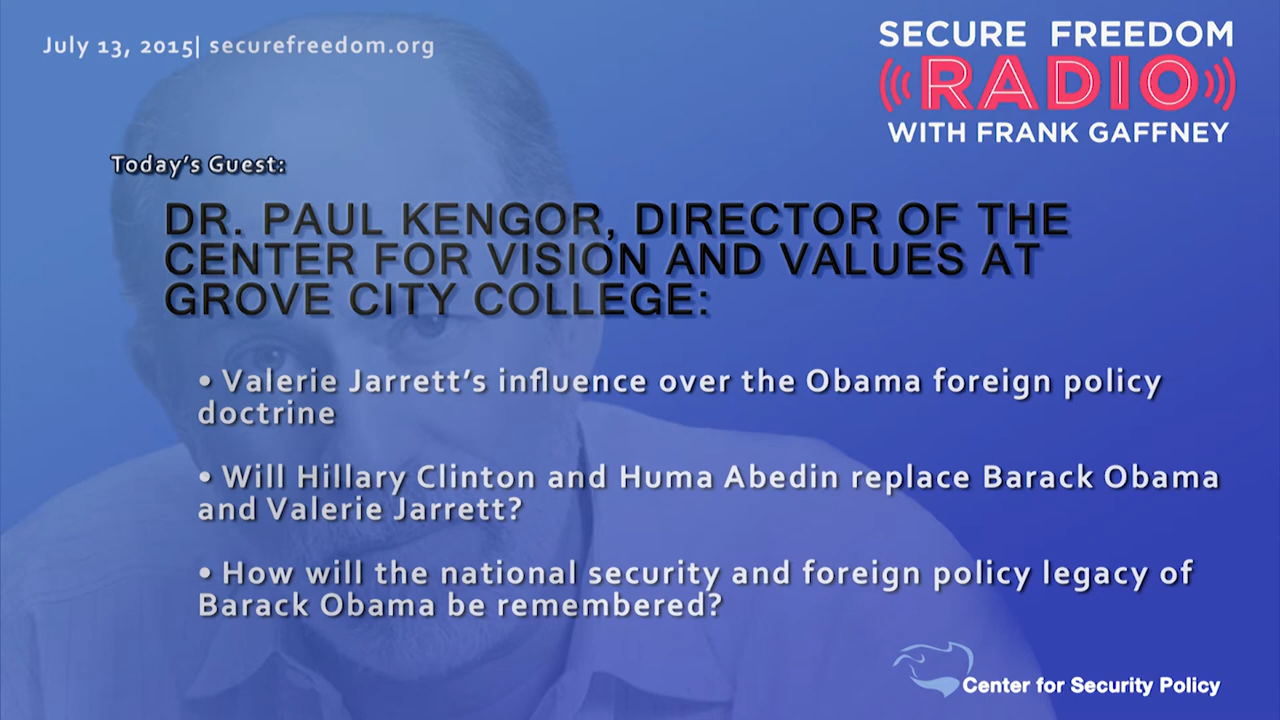 July 13, 2015| securefreedom.org
SECURE FREEDOM
RADIO
WITH FRANK GAFFNEY
Today's Guest:
DR. PAUL KENGOR, DIRECTOR OF THE
CENTER FOR VISION AND VALUES AT
GROVE CITY COLLEGE:
• Valerie Jarrett's influence over the Obama foreign policy
doctrine
• Will Hillary Clinton and Huma Abedin replace Barack Obama
and Valerie Jarrett?
• How will the national security and foreign policy legacy of
Barack Obama be remembered?
Center for Security Policy